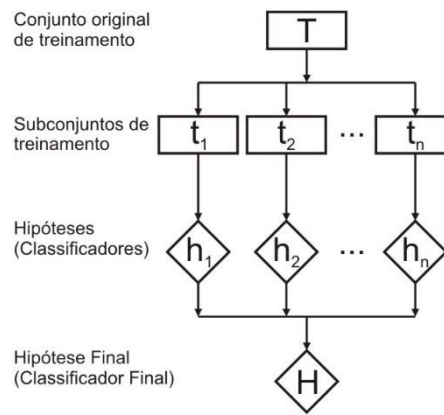 Conjunto original
de treinamento
T
Subconjuntos de
treinamento
t1 t2 ... tn
Hipóteses
(Classificadores)
h1 h2 ... hn
Hipótese Final
(Classificador Final)
H